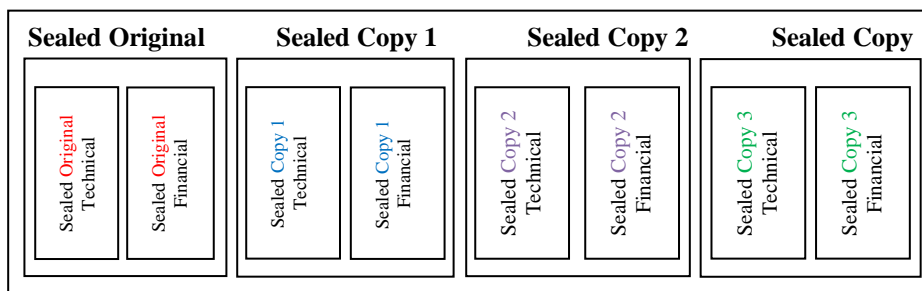 Sealed Original
Sealed Copy 1
Sealed Copy 2
Sealed Copy
Sealed Original
Technical
Sealed Original
Financial
Sealed Copy 1
Technical
Sealed Copy 1
Financial
Sealed Copy 2
Technical
Sealed Copy 2
Financial
Sealed Copy 3
Technical
Sealed Copy 3
Financial